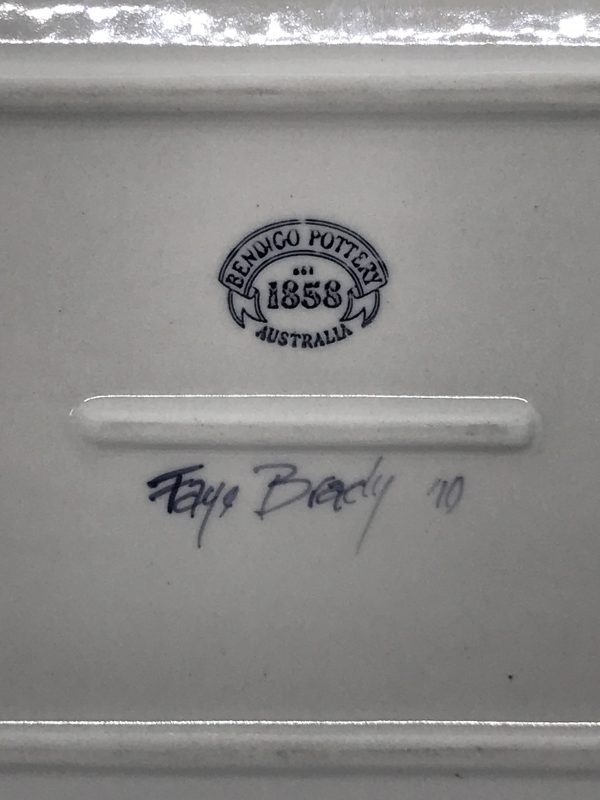 BENDIGO POTTERY
EST
1858
AUSTRALIA
Faye Brady '10